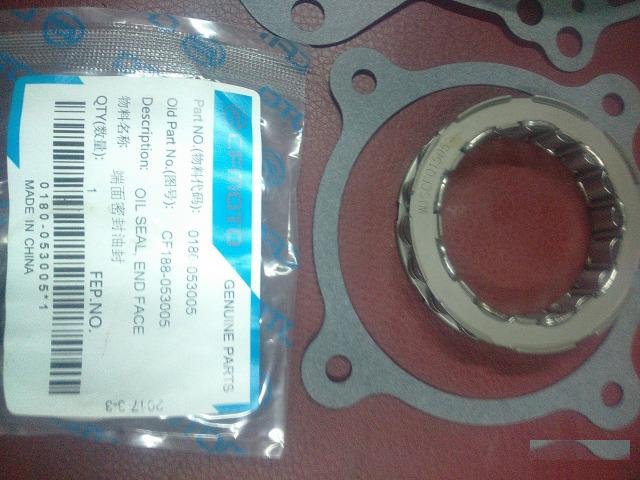 CFMOTO
GENUINE PARTS
Part NO.(物料代码): 0180-053005
Old Part No.(图号): CF188-053005
Description: OIL SEAL, END FACE
物料名称 端面密封油封
QTY(数量): 1 FEP.NO.
0180-053005*1
MADE IN CHINA
2017 3-3